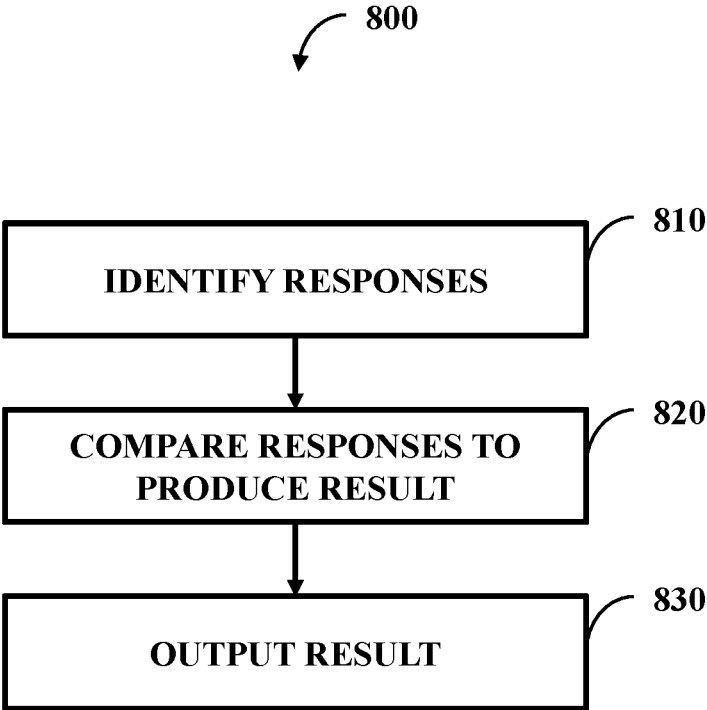 800
810
IDENTIFY RESPONSES
820
COMPARE RESPONSES TO
PRODUCE RESULT
830
OUTPUT RESULT